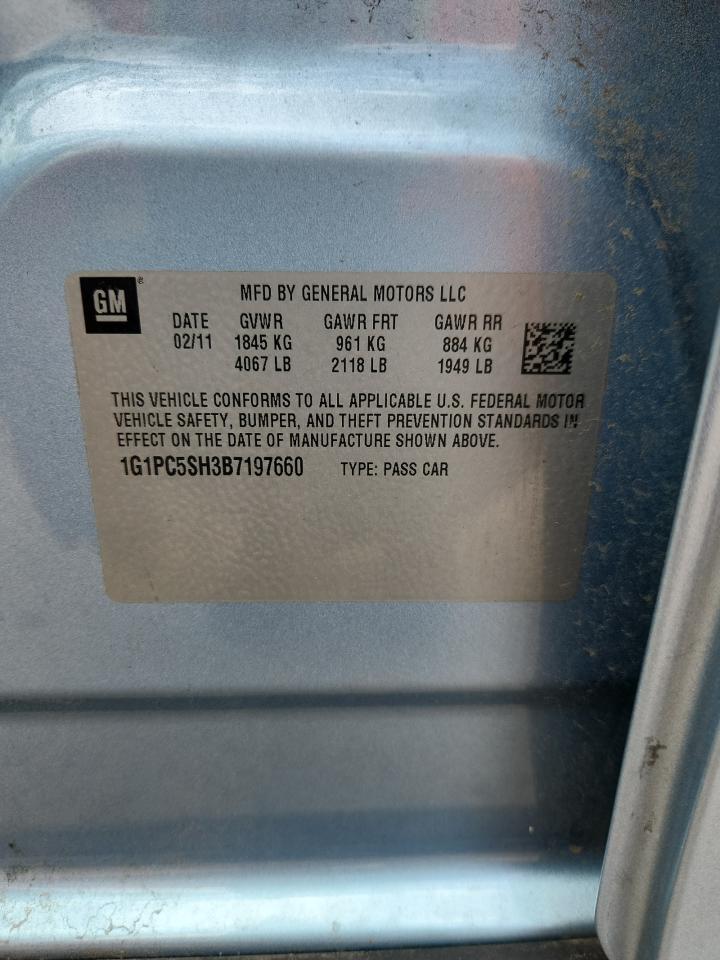 GM®
MFD BY GENERAL MOTORS LLC
DATE GVWR GAWR FRT GAWR RR
02/11 1845 KG 961 KG 884 KG
4067 LB 2118 LB 1949 LB
THIS VEHICLE CONFORMS TO ALL APPLICABLE U.S. FEDERAL MOTOR
VEHICLE SAFETY, BUMPER, AND THEFT PREVENTION STANDARDS IN
EFFECT ON THE DATE OF MANUFACTURE SHOWN ABOVE.
1G1PC5SH3B7197660 TYPE: PASS CAR